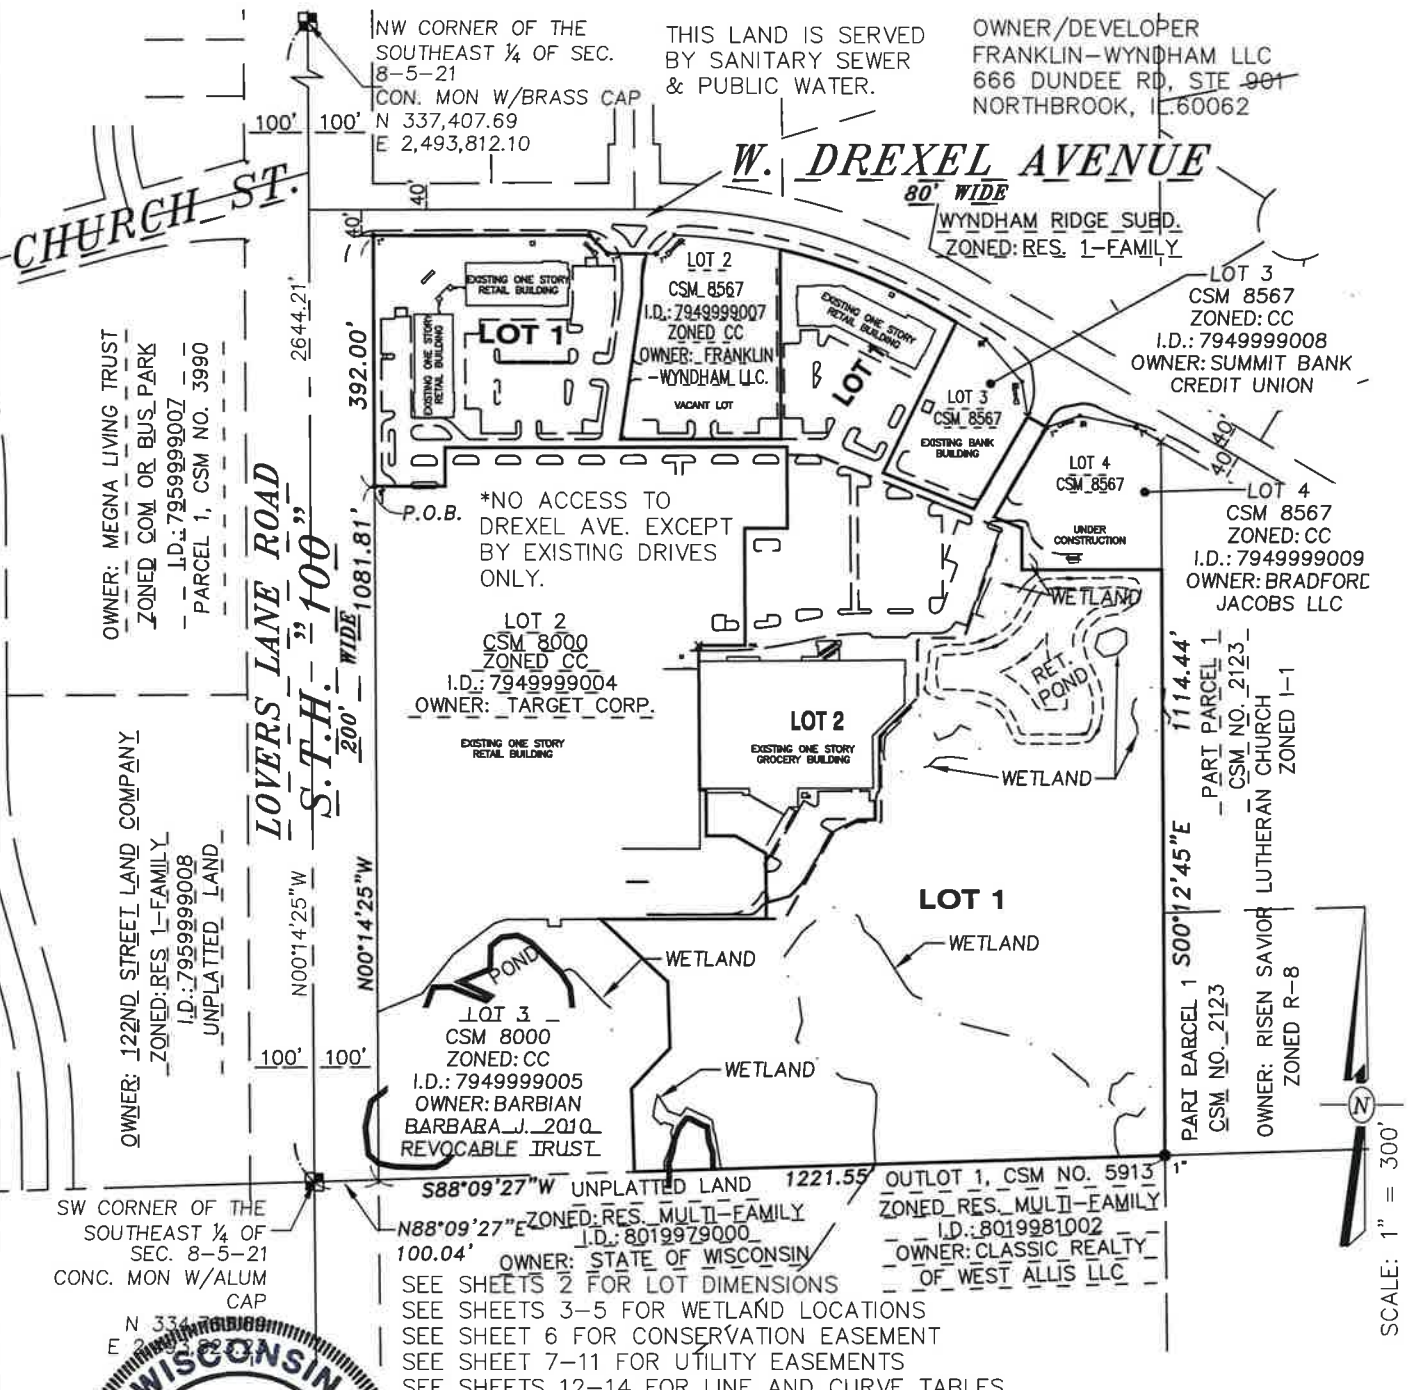 NW CORNER OF THE
SOUTHEAST ¼ OF SEC.
8-5-21
CON. MON W/BRASS CAP
N 337,407.69
E 2,493,812.10
THIS LAND IS SERVED
BY SANITARY SEWER
& PUBLIC WATER.
OWNER/DEVELOPER
FRANKLIN-WYNDHAM LLC
666 DUNDEE RD, STE 901
NORTHBROOK, IL.60062
100' 100'
CHURCH ST.
40'
40'
W. DREXEL AVENUE
80' WIDE
WYNDHAM RIDGE SUBD.
ZONED: RES. 1-FAMILY
LOT 3
CSM 8567
ZONED: CC
I.D.: 7949999008
OWNER: SUMMIT BANK
CREDIT UNION
2644.21'
392.00'
EXISTING ONE STORY
RETAIL BUILDING
LOT 1
EXISTING ONE STORY
RETAIL BUILDING
LOT 2
CSM 8567
I.D.: 7949999007
ZONED CC
OWNER: FRANKLIN
-WYNDHAM LLC.
VACANT LOT
EXISTING ONE STORY
RETAIL BUILDING
LOT 1
LOT 3
CSM 8567
EXISTING BANK
BUILDING
LOT 4
CSM 8567
UNDER
CONSTRUCTION
40'
40'
LOT 4
CSM 8567
ZONED: CC
I.D.: 7949999009
OWNER: BRADFORD
JACOBS LLC
OWNER: MEGNA LIVING TRUST
ZONED COM OR BUS PARK
I.D.: 7959999007
PARCEL 1, CSM NO. 3990
LOVERS LANE ROAD
S.T.H. "100"
200' WIDE
1081.81'
P.O.B.
*NO ACCESS TO
DREXEL AVE. EXCEPT
BY EXISTING DRIVES
ONLY.
LOT 2
CSM 8000
ZONED CC
I.D.: 7949999004
OWNER: TARGET CORP.
EXISTING ONE STORY
RETAIL BUILDING
WETLAND
RET.
POND
LOT 2
EXISTING ONE STORY
GROCERY BUILDING
WETLAND
1114.44'
PART PARCEL 1
CSM NO. 2123
ZONED I-1
OWNER: 122ND STREET LAND COMPANY
ZONED: RES 1-FAMILY
I.D.: 7959999008
UNPLATTED LAND
N00°14'25"W
N00°14'25"W
S00°12'45"E
LOT 1
WETLAND
WETLAND
POND
LOT 3
CSM 8000
ZONED: CC
I.D.: 7949999005
OWNER: BARBIAN
BARBARA J. 2010
REVOCABLE TRUST
WETLAND
100' 100'
PART PARCEL 1
CSM NO. 2123
OWNER: RISEN SAVIOR LUTHERAN CHURCH
ZONED R-8
N
SCALE: 1" = 300'
1"
S88°09'27"W
1221.55'
N88°09'27"E
100.04'
UNPLATTED LAND
ZONED: RES. MULTI-FAMILY
I.D.: 8019979000
OWNER: STATE OF WISCONSIN
OUTLOT 1, CSM NO. 5913
ZONED RES. MULTI-FAMILY
I.D.: 8019981002
OWNER: CLASSIC REALTY
OF WEST ALLIS LLC
SW CORNER OF THE
SOUTHEAST ¼ OF
SEC. 8-5-21
CONC. MON W/ALUM
CAP
SEE SHEETS 2 FOR LOT DIMENSIONS
SEE SHEETS 3-5 FOR WETLAND LOCATIONS
SEE SHEET 6 FOR CONSERVATION EASEMENT
SEE SHEET 7-11 FOR UTILITY EASEMENTS
SEE SHEETS 12-14 FOR LINE AND CURVE TABLES
WISCONSIN